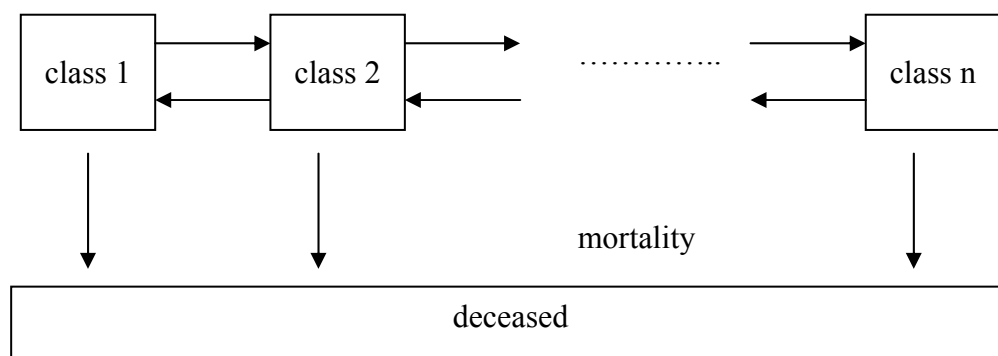 class 1
class 2
…………..
class n
mortality
deceased